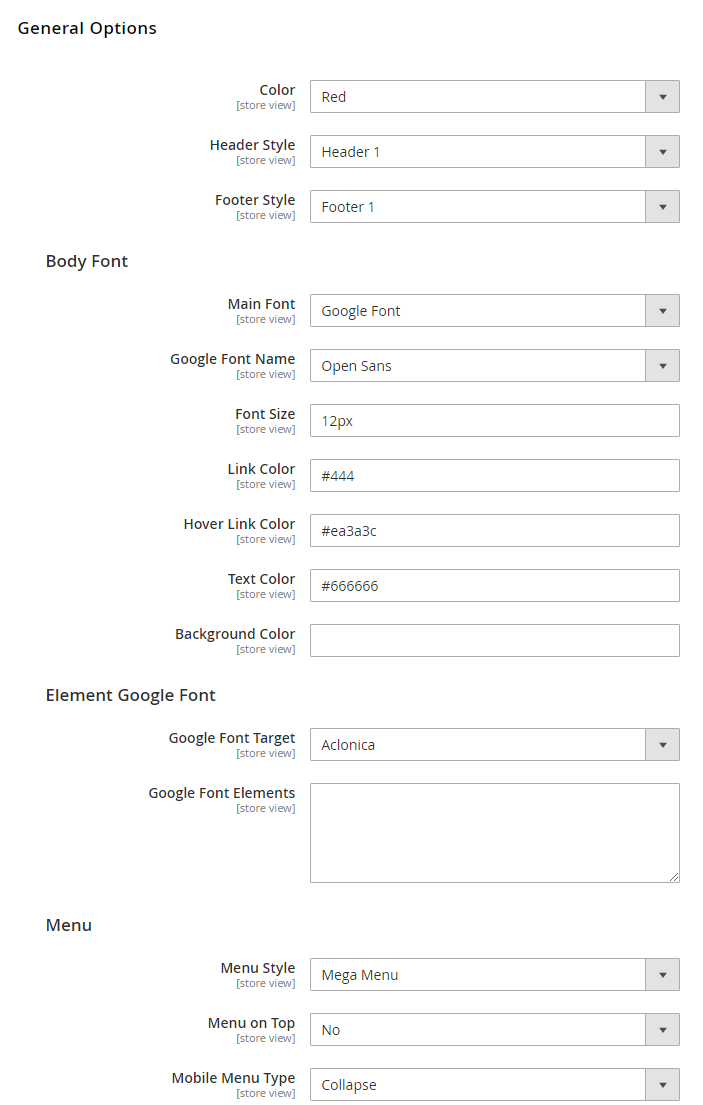 General Options
Color
[store view]
Red
Header Style
[store view]
Header 1
Footer Style
[store view]
Footer 1
Body Font
Main Font
[store view]
Google Font
Google Font Name
[store view]
Open Sans
Font Size
[store view]
12px
Link Color
[store view]
#444
Hover Link Color
[store view]
#ea3a3c
Text Color
[store view]
#666666
Background Color
[store view]
Element Google Font
Google Font Target
[store view]
Aclonica
Google Font Elements
[store view]
Menu
Menu Style
[store view]
Mega Menu
Menu on Top
[store view]
No
Mobile Menu Type
[store view]
Collapse